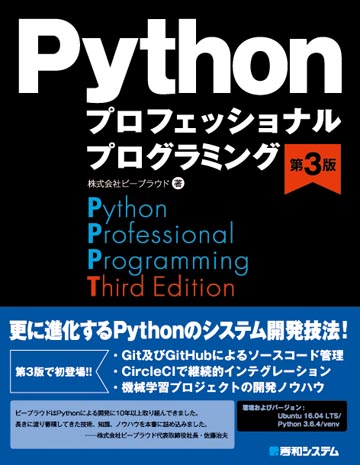 Python
プロフェッショナル
プログラミング
第3版
株式会社ビープラウド 著
Python
Professional
Programming
Third Edition
更に進化するPythonのシステム開発技法!
第3版で初登場!!
・Git及びGitHubによるソースコード管理
・CircleCIで継続的インテグレーション
・機械学習プロジェクトの開発ノウハウ
ビープラウドはPythonによる開発に10年以上取り組んできました。
長きに渡り蓄積してきた技術、知識、ノウハウを本書に詰め込みました。
――株式会社ビープラウド代表取締役社長・佐藤治夫
環境およびバージョン:
Ubuntu 16.04 LTS/
Python 3.6.4/venv
秀和システム